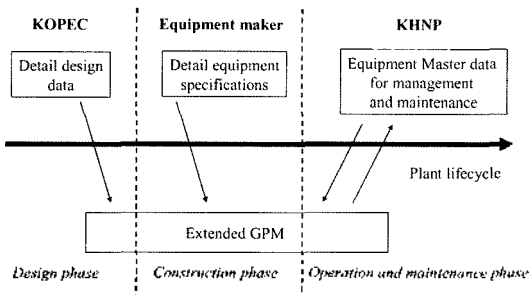 KOPEC
Equipment maker
KHNP
Detail design
data
Detail equipment
specifications
Equipment Master data
for management
and maintenance
Plant lifecycle
Extended GPM
Design phase
Construction phase
Operation and maintenance phase